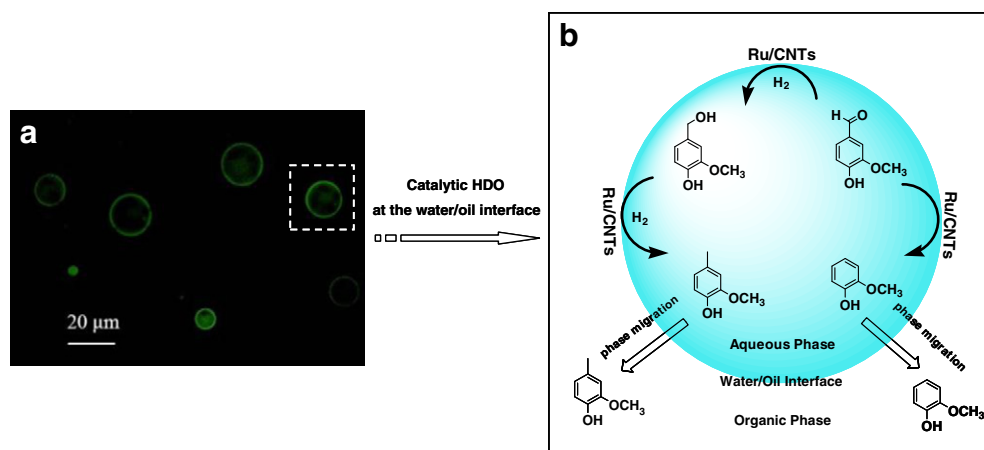 a
20 μm
Catalytic HDO
at the water/oil interface
b
Ru/CNTs
H₂
OH
OCH₃
OH
H
O
OCH₃
OH
Ru/CNTs
H₂
Ru/CNTs
OCH₃
OH
OCH₃
OH
phase migration
phase migration
Aqueous Phase
Water/Oil Interface
Organic Phase
OCH₃
OH
OCH₃
OH